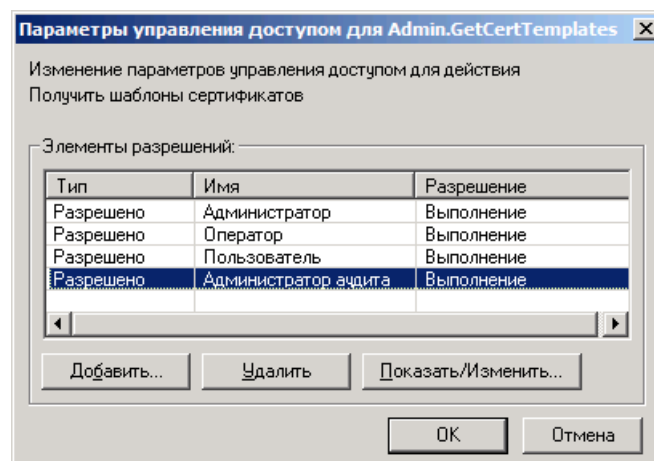 Параметры управления доступом для Admin.GetCertTemplates
Изменение параметров управления доступом для действия
Получить шаблоны сертификатов
Элементы разрешений:
Тип Имя Разрешение
Разрешено Администратор Выполнение
Разрешено Оператор Выполнение
Разрешено Пользователь Выполнение
Разрешено Администратор аудита Выполнение
Добавить... Удалить Показать/Изменить...
OK Отмена